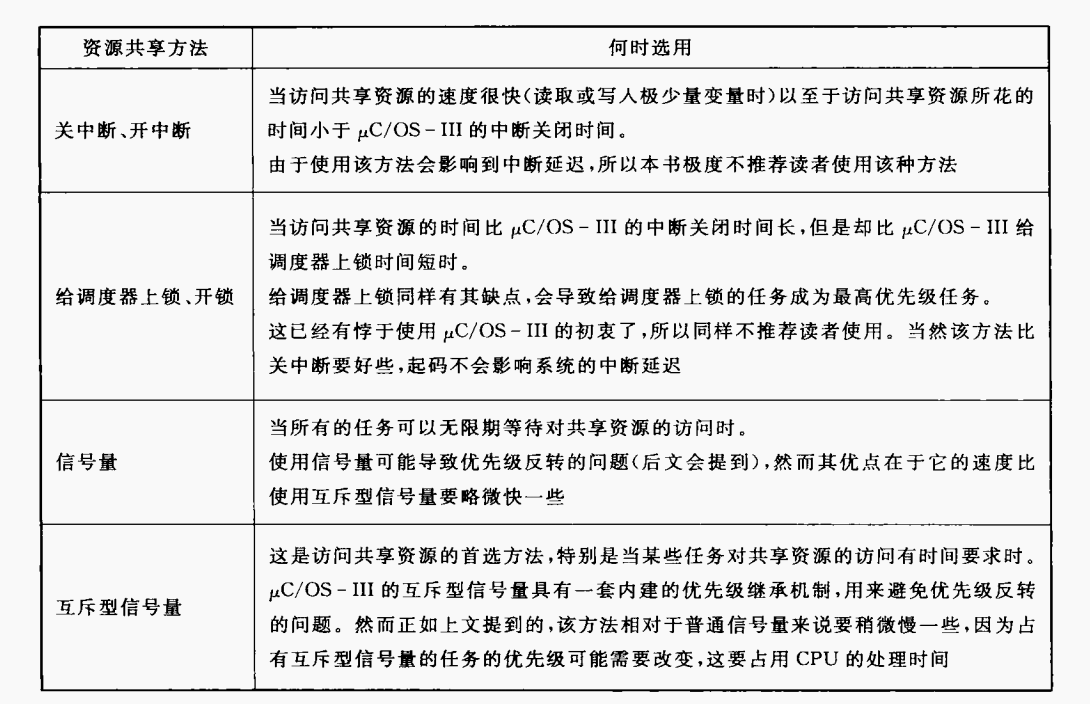 资源共享方法 何时选用
关中断、开中断
当访问共享资源的速度很快(读取或写入极少量变量时)以至于访问共享资源所花的
时间小于 μC/OS-III 的中断关闭时间。
由于使用该方法会影响到中断延迟,所以本书极度不推荐读者使用该种方法
给调度器上锁、开锁
当访问共享资源的时间比 μC/OS-III 的中断关闭时间长,但是却比 μC/OS-III 给
调度器上锁时间短时。
给调度器上锁同样有其缺点,会导致给调度器上锁的任务成为最高优先级任务。
这已经有悖于使用 μC/OS-III 的初衷了,所以同样不推荐读者使用。当然该方法比
关中断要好些,起码不会影响系统的中断延迟
信号量
当所有的任务可以无限期等待对共享资源的访问时。
使用信号量可能导致优先级反转的问题(后文会提到),然而其优点在于它的速度比
使用互斥型信号量要略微快一些
互斥型信号量
这是访问共享资源的首选方法,特别是当某些任务对共享资源的访问有时间要求时。
μC/OS-III 的互斥型信号量具有一套内建的优先级继承机制,用来避免优先级反转
的问题。然而正如上文提到的,该方法相对于普通信号量来说要稍微慢一些,因为占
有互斥型信号量的任务的优先级可能需要改变,这要占用 CPU 的处理时间